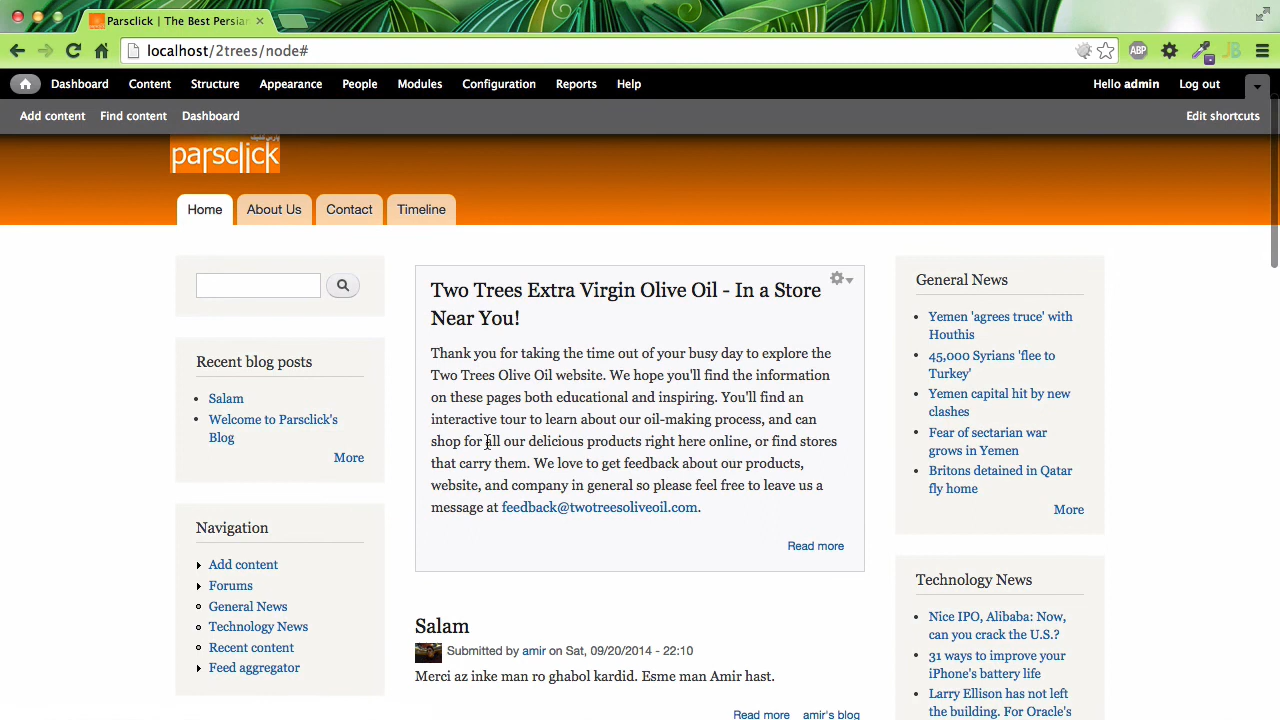 Parsclick | The Best Persian
localhost/2trees/node#
ABP
JB
Dashboard Content Structure Appearance People Modules Configuration Reports Help
Hello admin Log out
Add content Find content Dashboard
Edit shortcuts
پارس کلیک
parsclick
Home About Us Contact Timeline
Recent blog posts
Salam
Welcome to Parsclick's
Blog
More
Navigation
Add content
Forums
General News
Technology News
Recent content
Feed aggregator
Two Trees Extra Virgin Olive Oil - In a Store
Near You!
Thank you for taking the time out of your busy day to explore the
Two Trees Olive Oil website. We hope you'll find the information
on these pages both educational and inspiring. You'll find an
interactive tour to learn about our oil-making process, and can
shop for all our delicious products right here online, or find stores
that carry them. We love to get feedback about our products,
website, and company in general so please feel free to leave us a
message at feedback@twotreesoliveoil.com.
Read more
Salam
Submitted by amir on Sat, 09/20/2014 - 22:10
Merci az inke man ro ghabol kardid. Esme man Amir hast.
Read more amir's blog
General News
Yemen 'agrees truce' with
Houthis
45,000 Syrians 'flee to
Turkey'
Yemen capital hit by new
clashes
Fear of sectarian war
grows in Yemen
Britons detained in Qatar
fly home
More
Technology News
Nice IPO, Alibaba: Now,
can you crack the U.S.?
31 ways to improve your
iPhone's battery life
Larry Ellison has not left
the building. For Oracle's